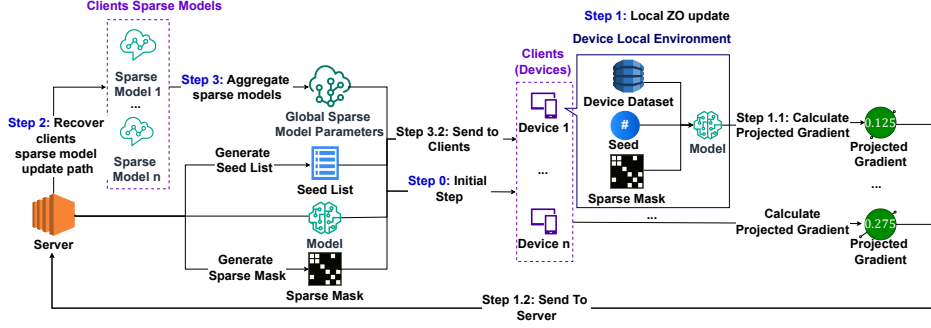 Clients Sparse Models
Sparse
Model 1
...
Sparse
Model n
Step 2: Recover
clients
sparse model
update path
Server
Step 3: Aggregate
sparse models
Global Sparse
Model Parameters
Generate
Seed List
Seed List
Model
Generate
Sparse Mask
Sparse Mask
Step 3.2: Send to
Clients
Step 0: Initial
Step
Clients
(Devices)
Device 1
...
Device n
Step 1: Local ZO update
Device Local Environment
Device Dataset
#
Seed
Sparse Mask
Model
Step 1.1: Calculate
Projected Gradient
0.125
Projected
Gradient
...
...
Calculate
Projected Gradient
0.275
Projected
Gradient
Step 1.2: Send To
Server